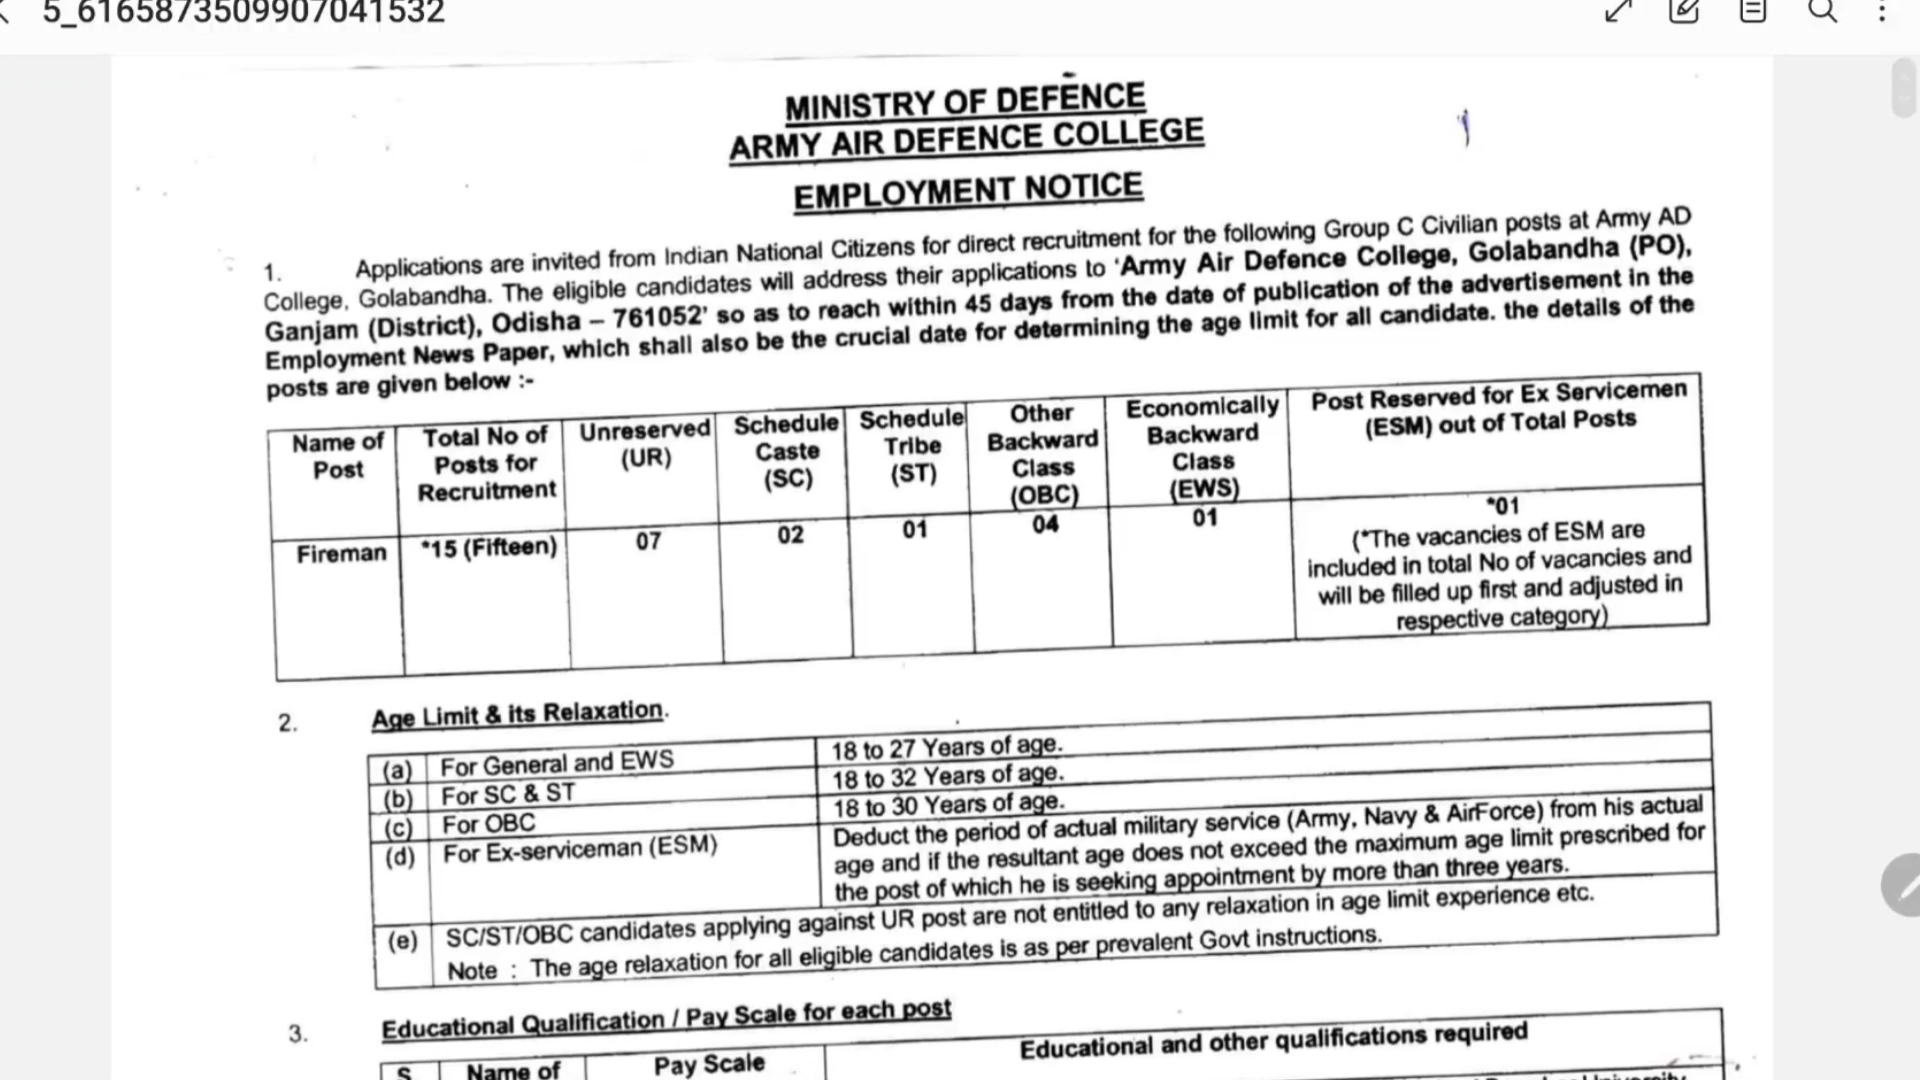 5_6165873509907041532
MINISTRY OF DEFENCE
ARMY AIR DEFENCE COLLEGE
EMPLOYMENT NOTICE
1. Applications are invited from Indian National Citizens for direct recruitment for the following Group C Civilian posts at Army AD
College, Golabandha. The eligible candidates will address their applications to 'Army Air Defence College, Golabandha (PO),
Ganjam (District), Odisha – 761052' so as to reach within 45 days from the date of publication of the advertisement in the
Employment News Paper, which shall also be the crucial date for determining the age limit for all candidate. the details of the
posts are given below :-
Name of Post
Total No of Posts for Recruitment
Unreserved (UR)
Schedule Caste (SC)
Schedule Tribe (ST)
Other Backward Class (OBC)
Economically Backward Class (EWS)
Post Reserved for Ex Servicemen (ESM) out of Total Posts
Fireman
*15 (Fifteen)
07
02
01
04
01
*01
(*The vacancies of ESM are
included in total No of vacancies and
will be filled up first and adjusted in
respective category)
2. Age Limit & its Relaxation.
(a) For General and EWS 18 to 27 Years of age.
(b) For SC & ST 18 to 32 Years of age.
(c) For OBC 18 to 30 Years of age.
(d) For Ex-serviceman (ESM) Deduct the period of actual military service (Army, Navy & AirForce) from his actual
age and if the resultant age does not exceed the maximum age limit prescribed for
the post of which he is seeking appointment by more than three years.
(e) SC/ST/OBC candidates applying against UR post are not entitled to any relaxation in age limit experience etc.
Note : The age relaxation for all eligible candidates is as per prevalent Govt instructions.
3. Educational Qualification / Pay Scale for each post
S Name of Pay Scale Educational and other qualifications required